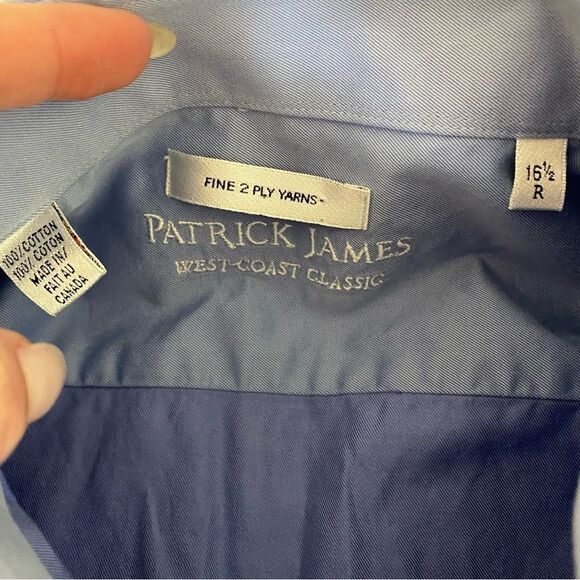 FINE 2 PLY YARNS
PATRICK JAMES
WEST-COAST CLASSIC
16½
R
100% COTTON
100% COTON
MADE IN/
FAIT AU
CANADA